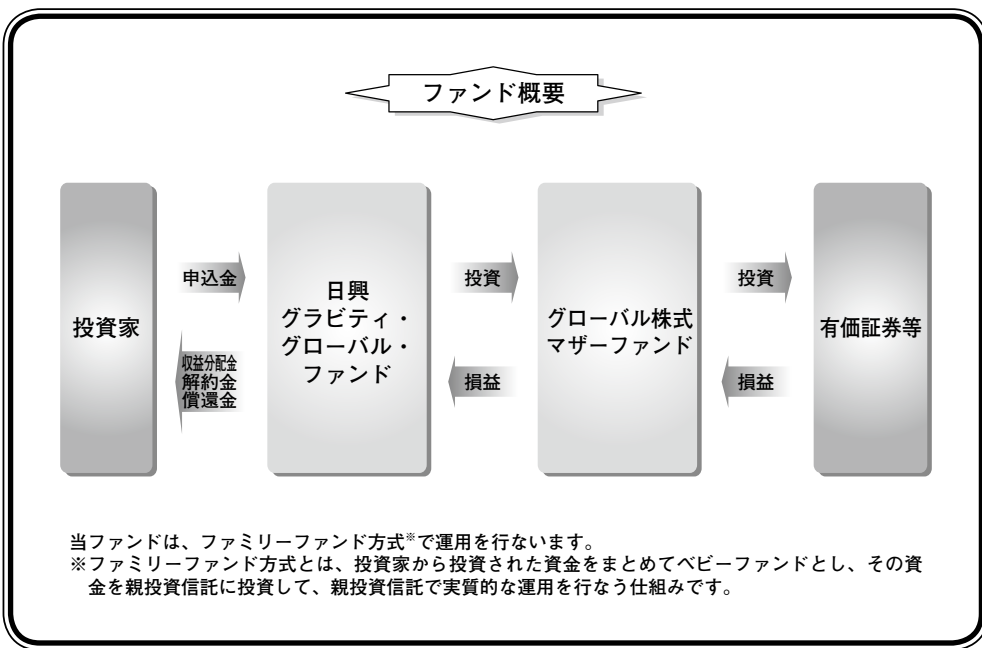 ファンド概要
投資家
申込金
収益分配金
解約金
償還金
日興
グラビティ・
グローバル・
ファンド
投資
損益
グローバル株式
マザーファンド
投資
損益
有価証券等
当ファンドは、ファミリーファンド方式※で運用を行ないます。
※ファミリーファンド方式とは、投資家から投資された資金をまとめてベビーファンドとし、その資
金を親投資信託に投資して、親投資信託で実質的な運用を行なう仕組みです。